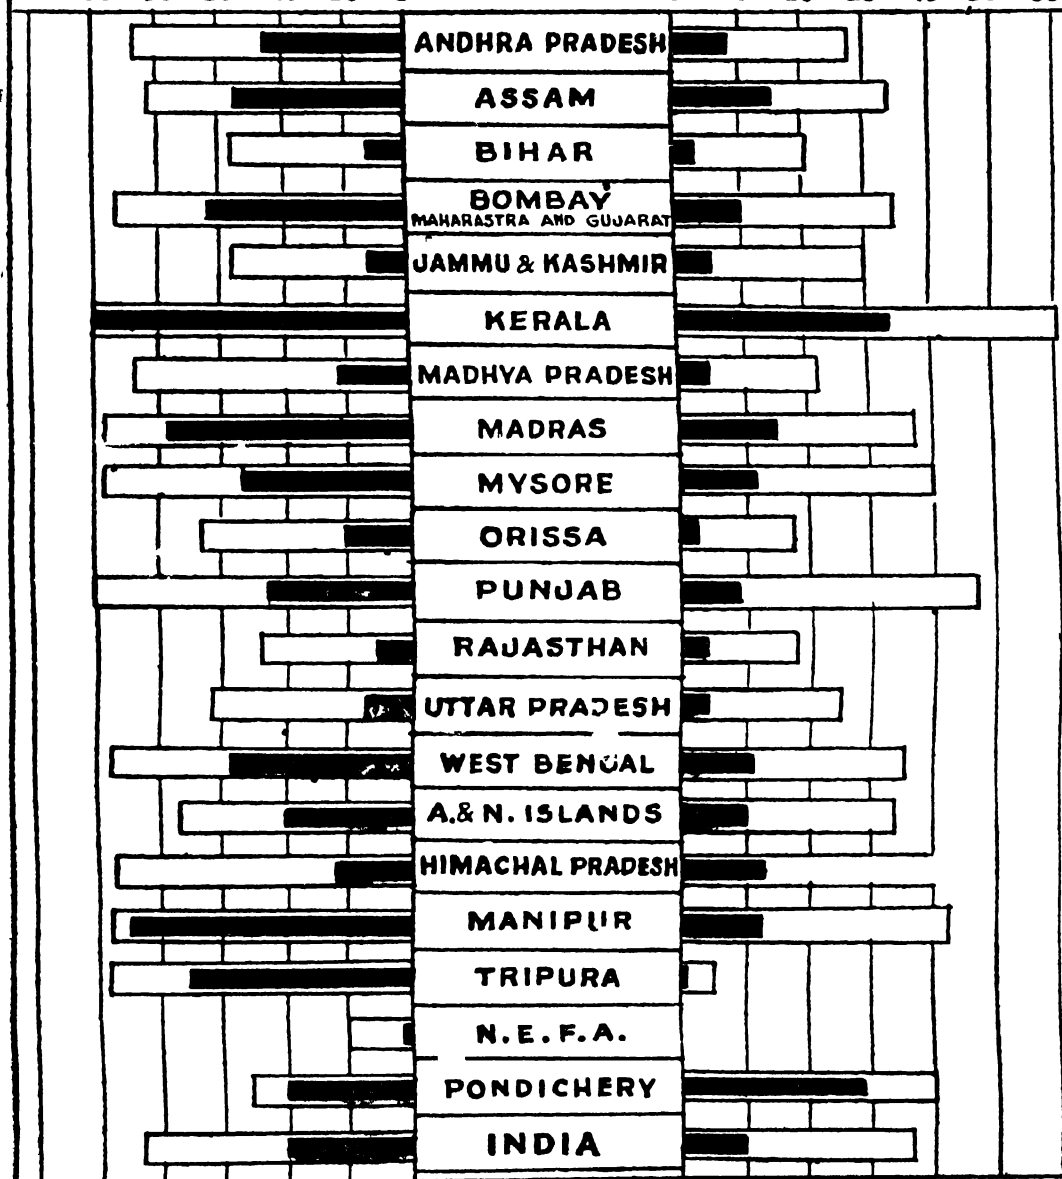 ANDHRA PRADESH
ASSAM
BIHAR
BOMBAY
MAHARASTRA AND GUJARAT
JAMMU & KASHMIR
KERALA
MADHYA PRADESH
MADRAS
MYSORE
ORISSA
PUNJAB
RAJASTHAN
UTTAR PRADESH
WEST BENGAL
A.& N. ISLANDS
HIMACHAL PRADESH
MANIPUR
TRIPURA
N.E.F.A.
PONDICHERY
INDIA